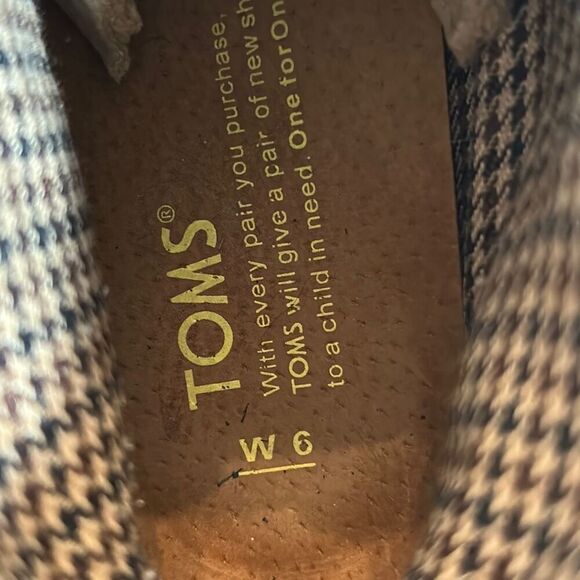 TOMS®
With every pair you purchase,
TOMS will give a pair of new
to a child in need. One for One
W 6